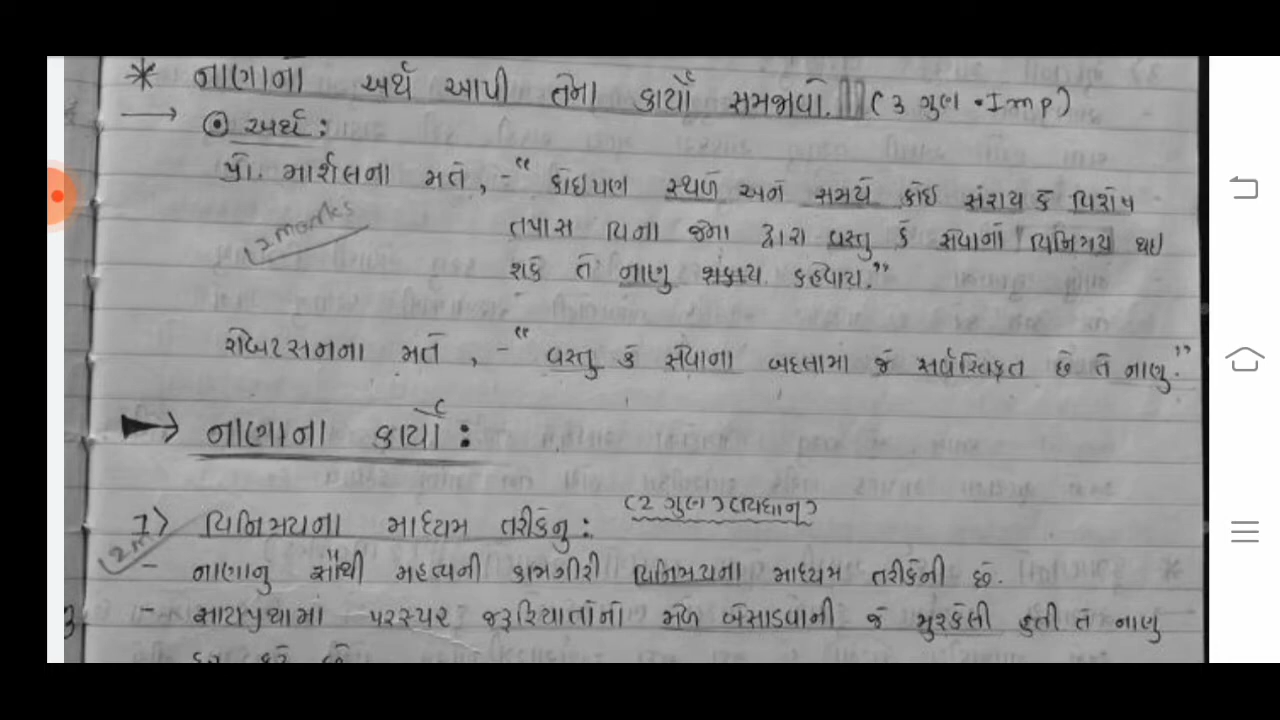 * નાણાનો અર્થ આપી તેના કાર્યો સમજાવો. (૩ ગુણ • Imp)
→ ⊙ અર્થ :
પ્રો. માર્શલના મતે, - “ કોઇપણ સ્થળે અને સમયે કોઇ સંશય કે વિશેષ
(2 marks
તપાસ વિના જેના દ્વારા વસ્તુ કે સેવાનો વિનિમય થઇ
શકે તે નાણુ કહેવાય.”
રોબર્ટસનના મતે, - “ વસ્તુ કે સેવાના બદલામાં જે સર્વસ્વિકૃત છે તે નાણુ.”
→ નાણાના કાર્યો :
1) વિનિમયના માધ્યમ તરીકેનુ : (2 ગુણ) (વિધાન)
2m
- નાણાનુ સૌથી મહત્વની કામગીરી વિનિમયના માધ્યમ તરીકેની છે.
- સાટાપ્રથામાં પરસ્પર જરૂરિયાતોનો મેળ બેસાડવાની જે મુશ્કેલી હતી તે નાણુ